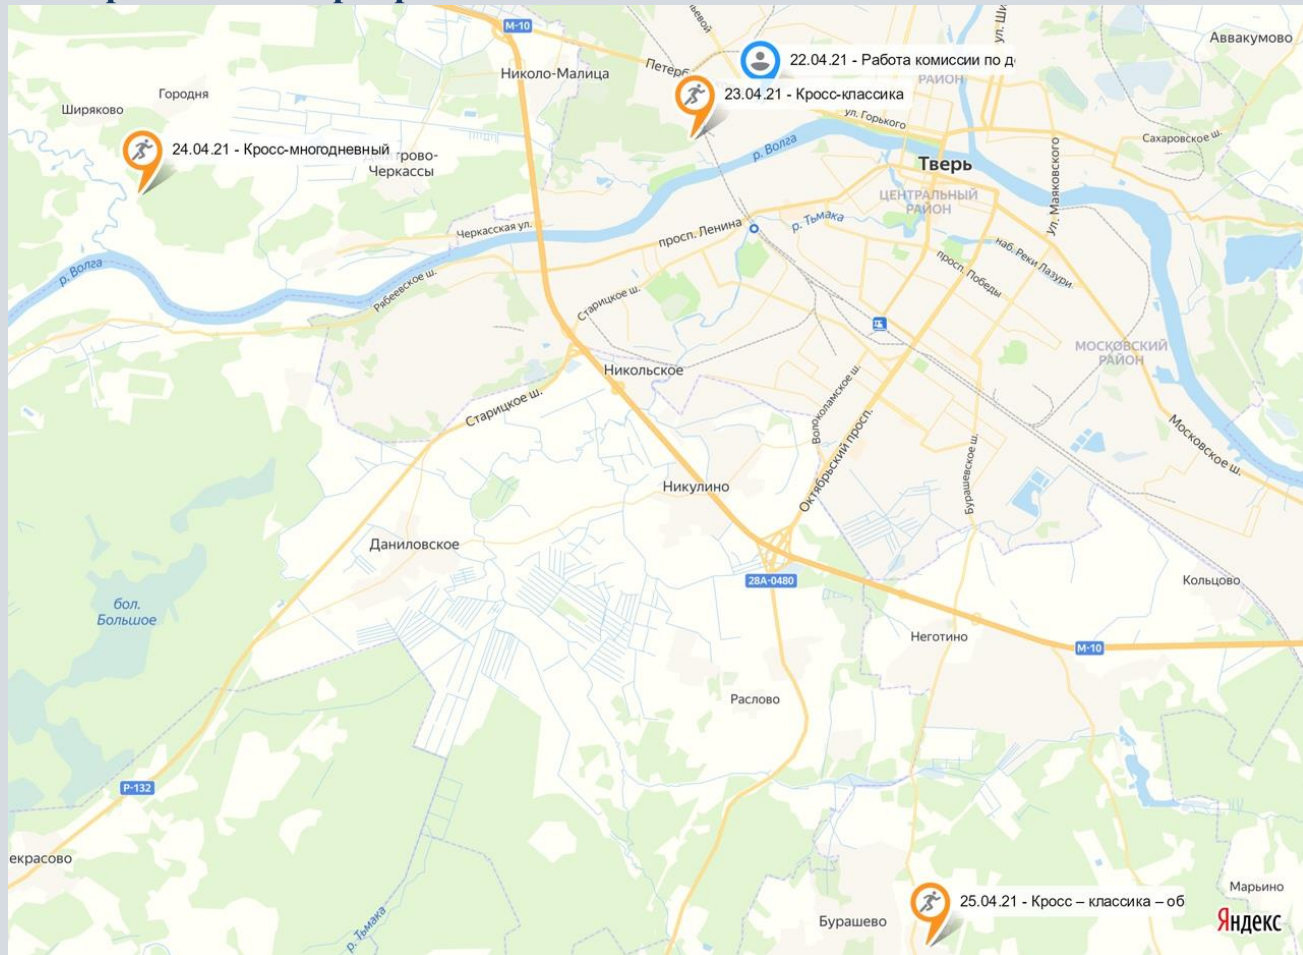 М-10
Николо-Малица
22.04.21 - Работа комиссии по д
Аввакумово
РАЙОН
23.04.21 - Кросс-классика
Городня
Ширяково
ул. Горького
Сахаровское ш.
24.04.21 - Кросс-многодневный
р. Волга
Черкассы
Тверь
ул. Маяковского
ЦЕНТРАЛЬНЫЙ
РАЙОН
р. Тьмака
Черкасская ул.
просп. Ленина
наб. Реки Лазури
просп. Победы
р. Волга
Рябеевское ш.
Старицкое ш.
МОСКОВСКИЙ
РАЙОН
Никольское
Старицкое ш.
Волоколамское ш.
Октябрьский просп.
Бурашевское ш.
Московское ш.
Никулино
Даниловское
28А-0480
Кольцово
бол.
Большое
Неготино
М-10
Раслово
Р-132
екрасово
р. Тьмака
Бурашево
25.04.21 - Кросс – классика – об
Марьино
Яндекс